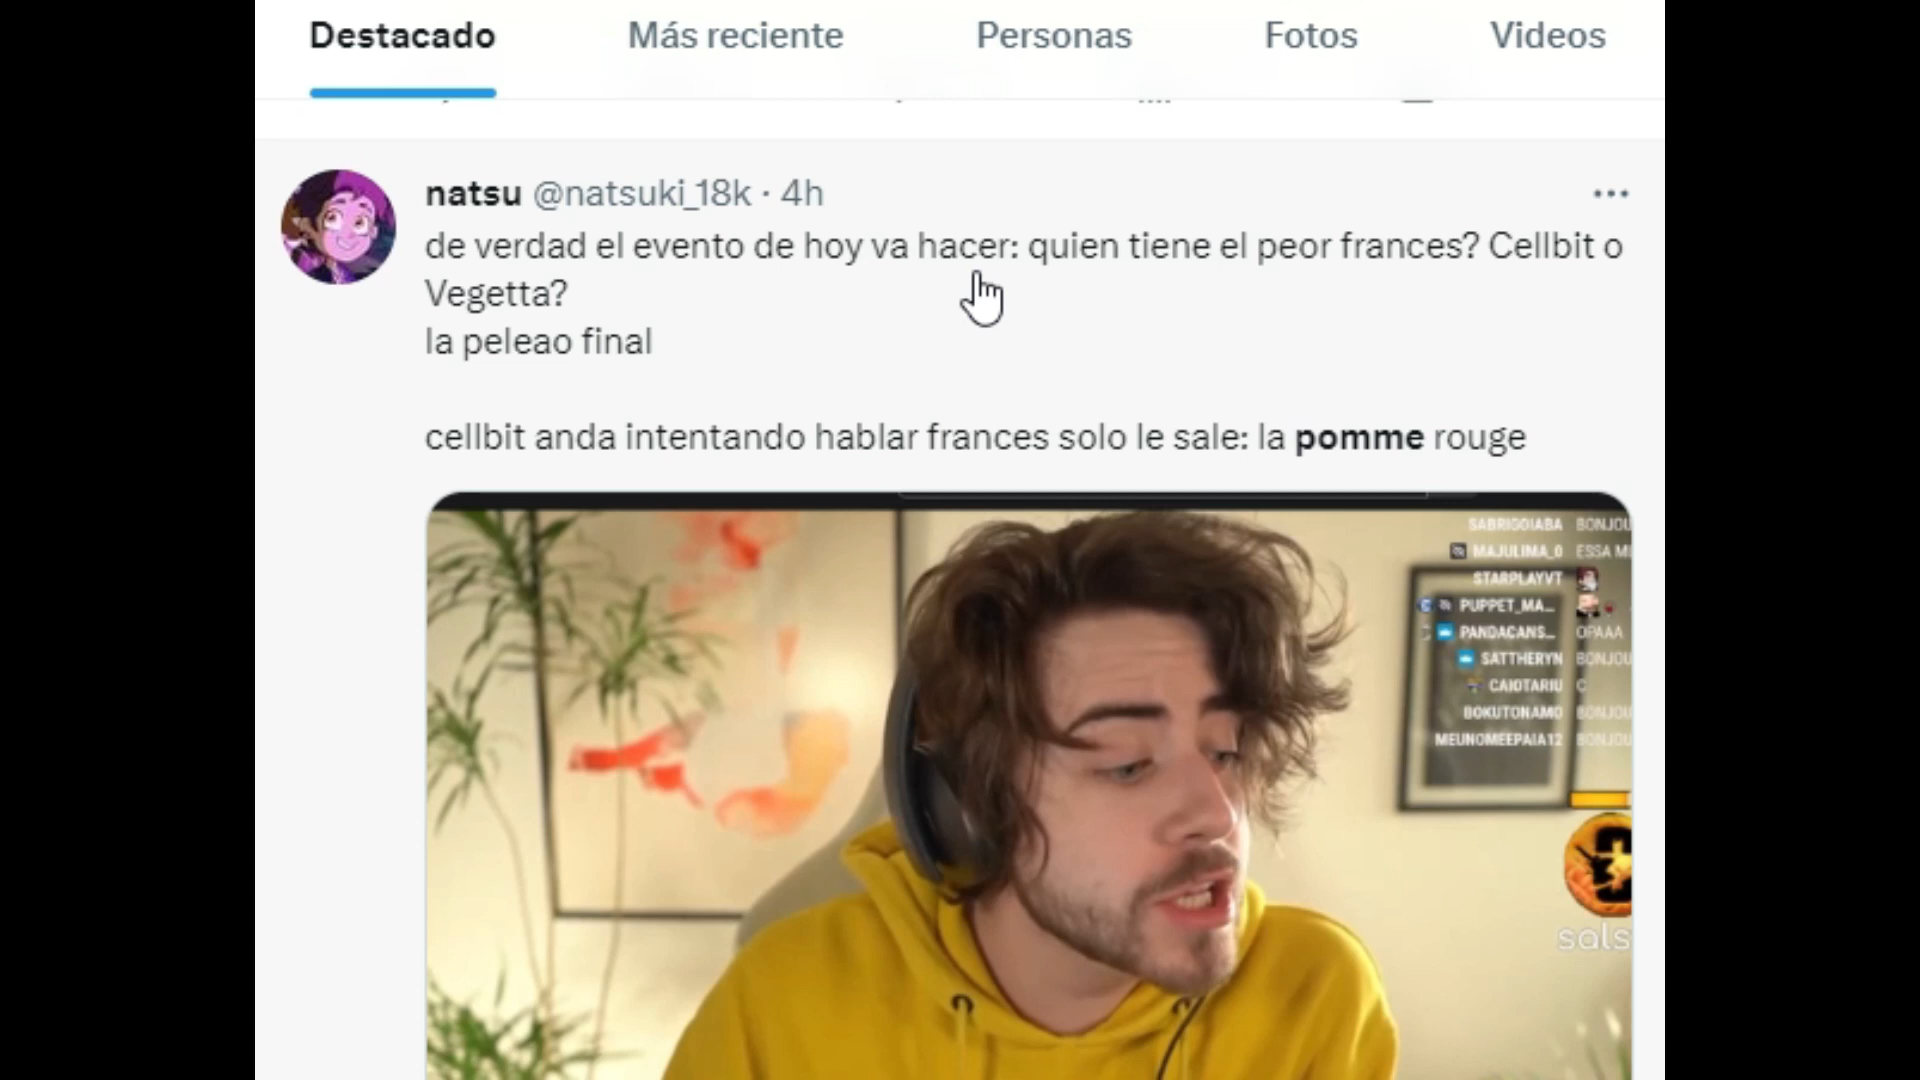 Destacado Más reciente Personas Fotos Videos
natsu @natsuki_18k · 4h
de verdad el evento de hoy va hacer: quien tiene el peor frances? Cellbit o
Vegetta?
la peleao final
cellbit anda intentando hablar frances solo le sale: la pomme rouge
SABRIGOIABA BONJOU
MAJULIMA_0 ESSA
STARPLAYVT
PUPPET_MA...
PANDACANS... OPAAA
SATTHERYN BONJOU
CAIOTARIU C
BOKUTONAMO BONJOU
MEUNOMEEPAIA12 BONJOU
sals